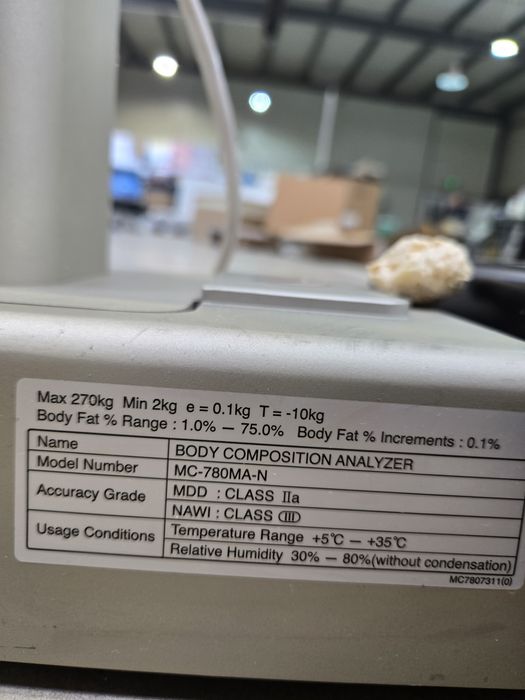 Max 270kg Min 2kg e = 0.1kg T = -10kg
Body Fat % Range : 1.0% — 75.0% Body Fat % Increments : 0.1%
Name BODY COMPOSITION ANALYZER
Model Number MC-780MA-N
Accuracy Grade MDD : CLASS IIa
NAWI : CLASS III
Usage Conditions Temperature Range +5℃ — +35℃
Relative Humidity 30% — 80%(without condensation)
MC7807311(0)